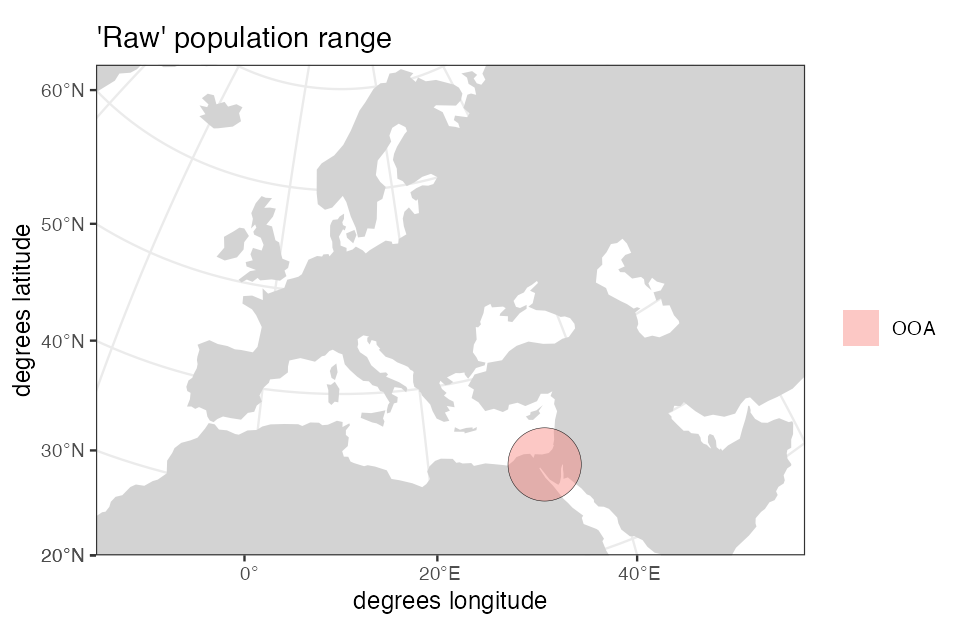 'Raw' population range
60°N
50°N
40°N
30°N
20°N
degrees latitude
0°
20°E
40°E
degrees longitude
OOA